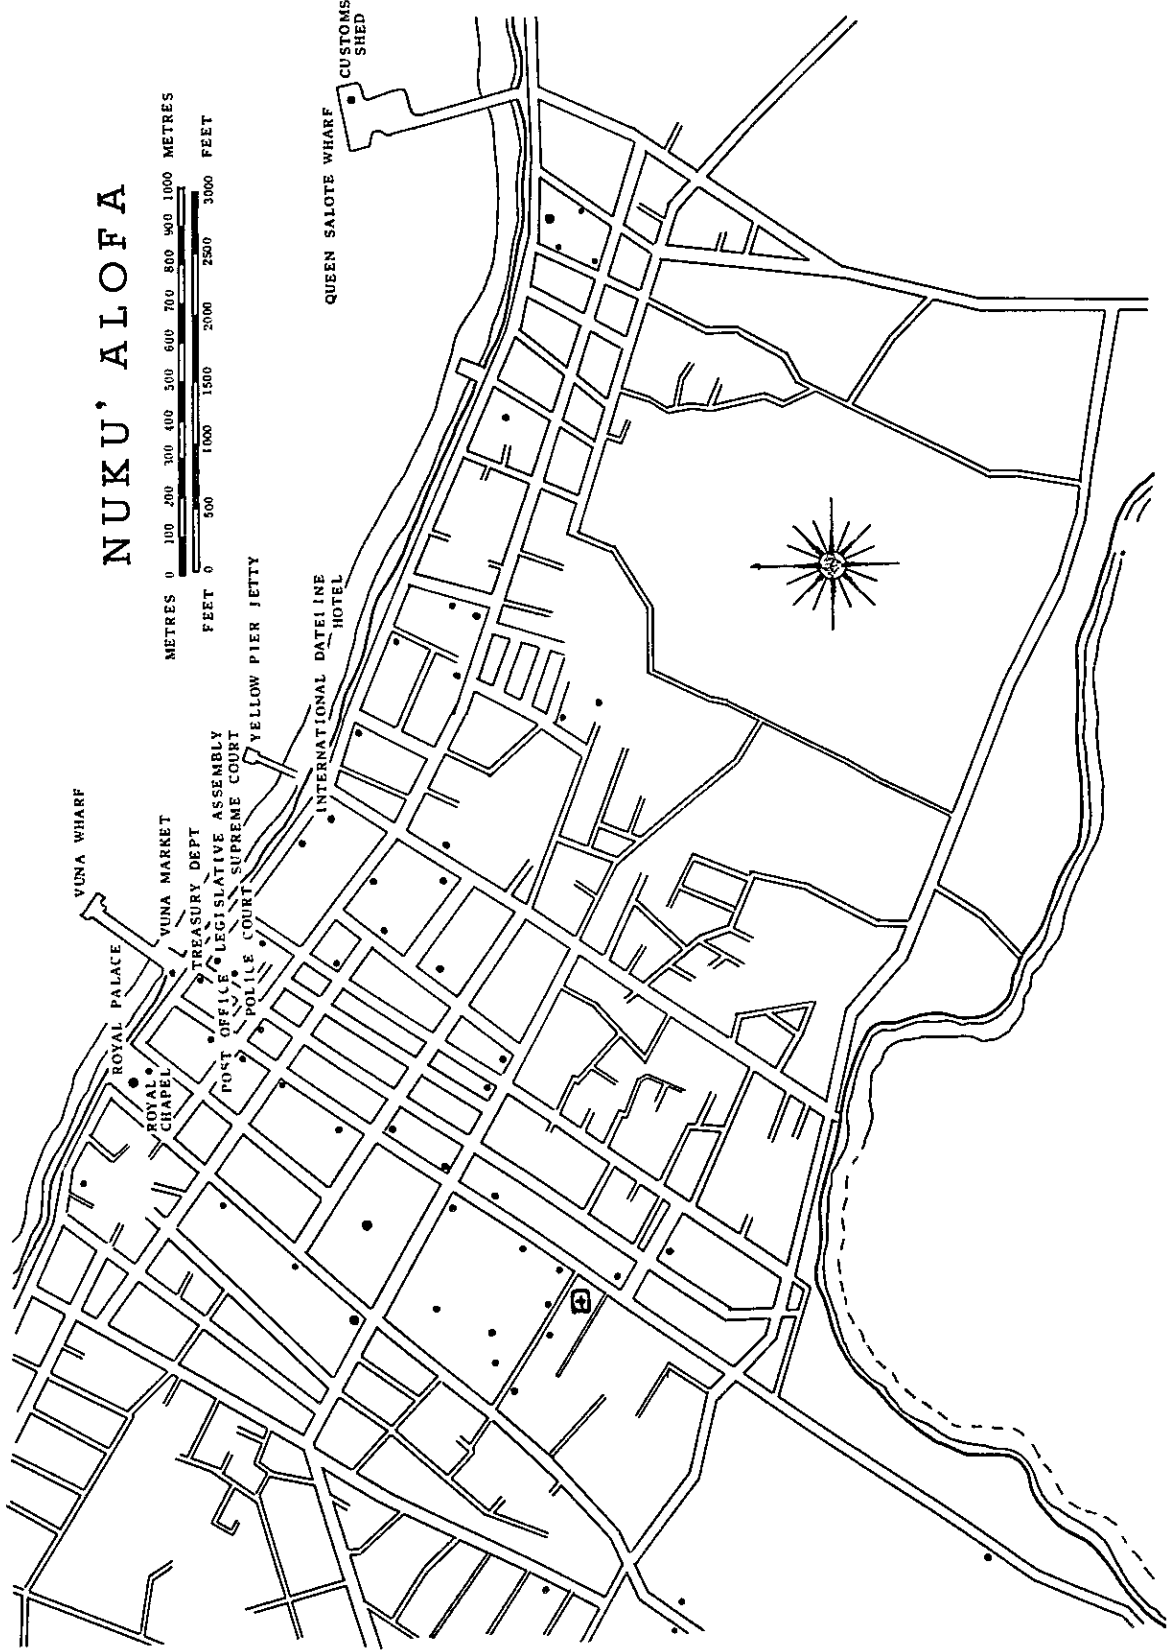 NUKU' ALOFA
METRES 0 100 200 300 400 500 600 700 800 900 1000 METRES
FEET 0 500 1000 1500 2000 2500 3000 FEET
VUNA WHARF
ROYAL PALACE
ROYAL
CHAPEL
VUNA MARKET
TREASURY DEPT
POST OFFICE
LEGISLATIVE ASSEMBLY
POLICE COURT
SUPREME COURT
YELLOW PIER JETTY
INTERNATIONAL DATELINE
HOTEL
QUEEN SALOTE WHARF
CUSTOMS
SHED